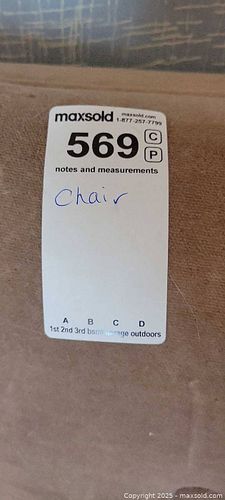 maxsold maxsold.com
1-877-257-7799
569 C
P
notes and measurements
Chair
A B C D
1st 2nd 3rd bsmt garage outdoors
Copyright © 2025 - maxsold.com